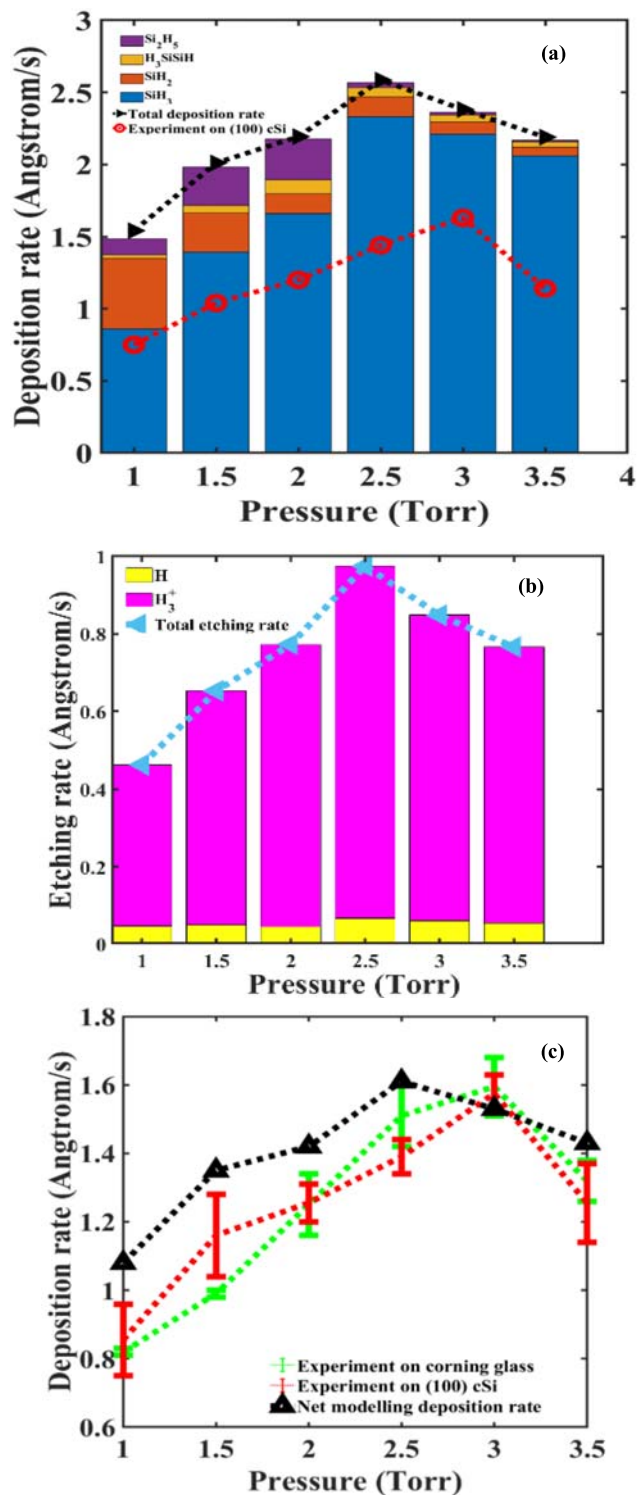 (a)
Si₂H₅
H₃SiSiH
SiH₂
SiH₃
Total deposition rate
Experiment on (100) cSi
Deposition rate (Angstrom/s)
3
2.5
2
1.5
1
0.5
0
1 1.5 2 2.5 3 3.5 4
Pressure (Torr)
(b)
H
H₃⁺
Total etching rate
Etching rate (Angstrom/s)
1
0.8
0.6
0.4
0.2
0
1 1.5 2 2.5 3 3.5
Pressure (Torr)
(c)
Deposition rate (Angtrom/s)
1.8
1.6
1.4
1.2
1
0.8
0.6
Experiment on corning glass
Experiment on (100) cSi
Net modelling deposition rate
1 1.5 2 2.5 3 3.5
Pressure (Torr)